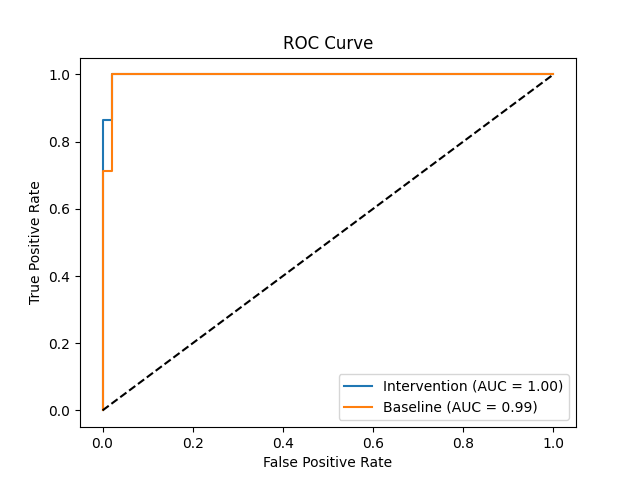 ROC Curve
True Positive Rate
1.0
0.8
0.6
0.4
0.2
0.0
0.0 0.2 0.4 0.6 0.8 1.0
False Positive Rate
Intervention (AUC = 1.00)
Baseline (AUC = 0.99)